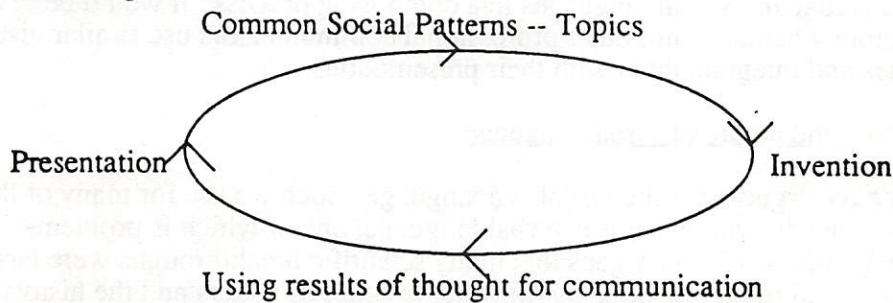 Common Social Patterns -- Topics
Presentation
Invention
Using results of thought for communication